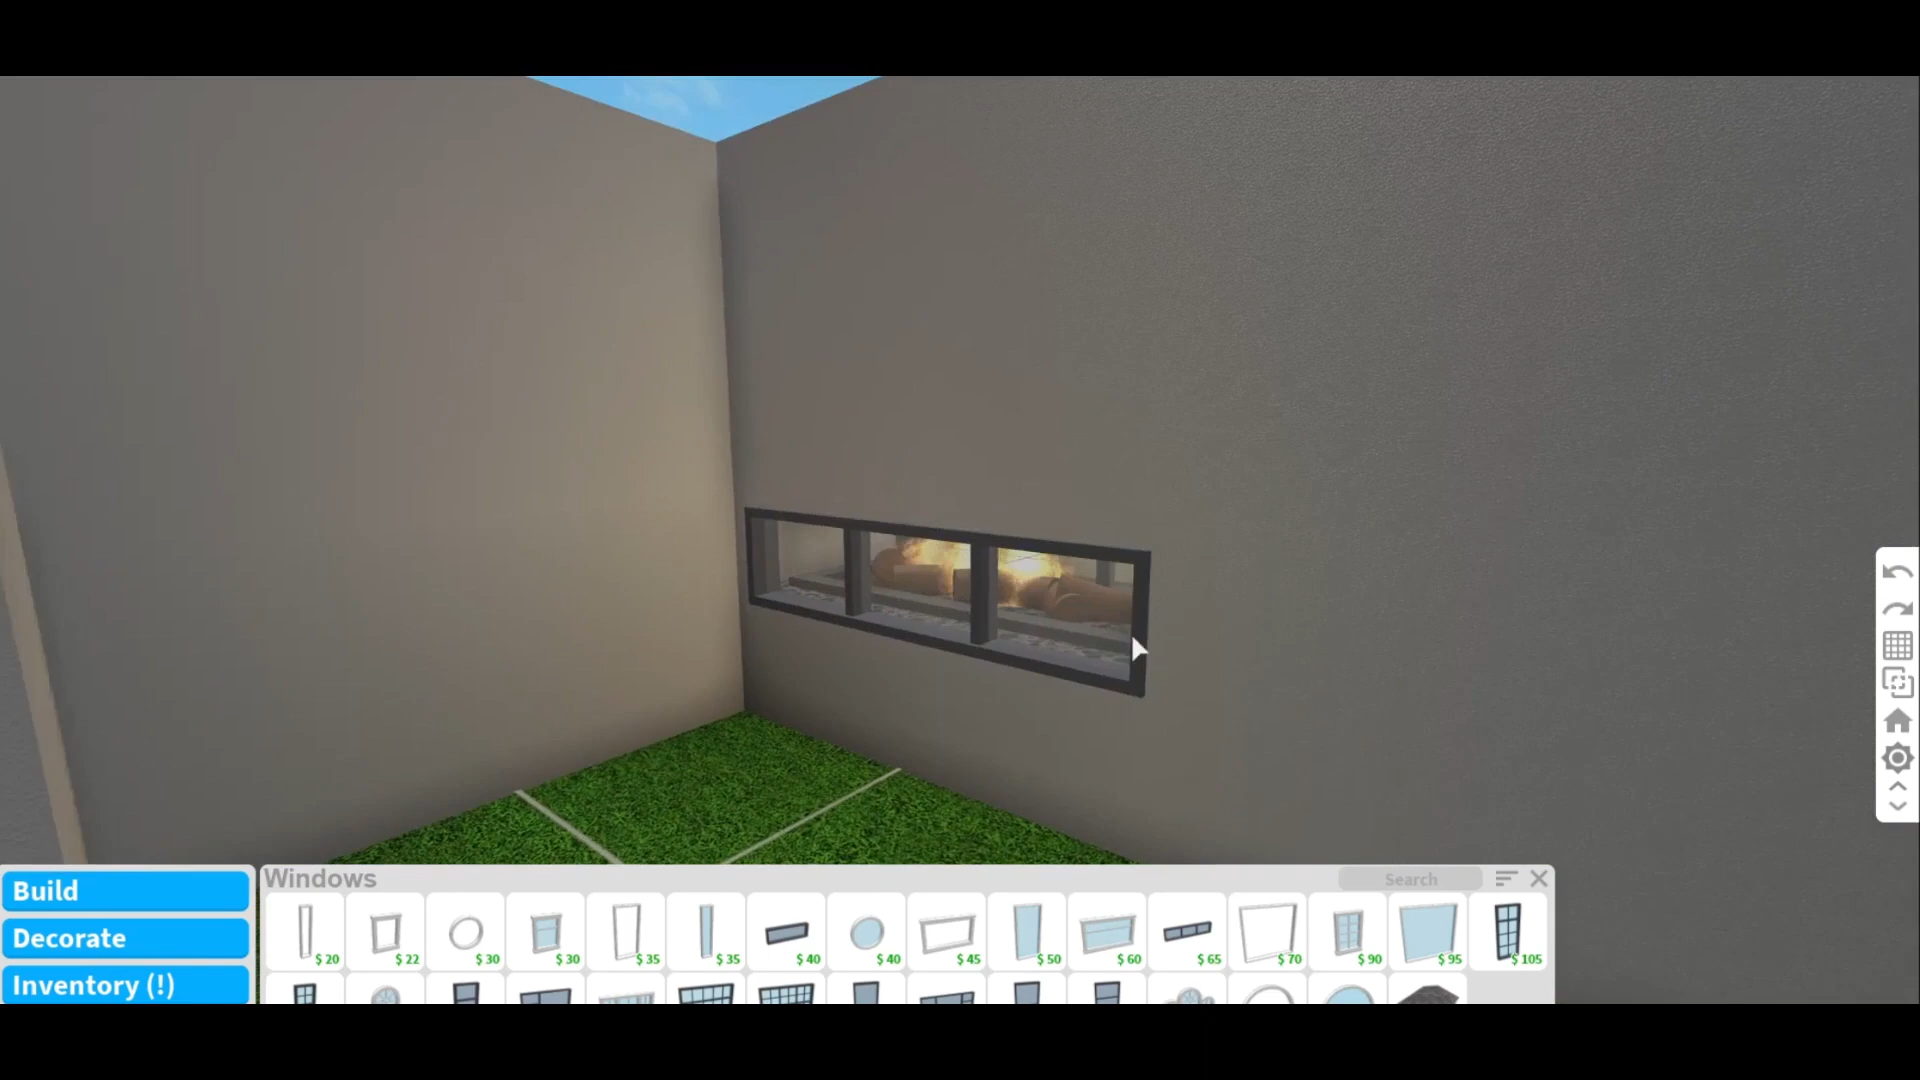 Build
Decorate
Inventory (!)
Windows
Search
$ 20 $ 22 $ 30 $ 30 $ 35 $ 35 $ 40 $ 40 $ 45 $ 50 $ 60 $ 65 $ 70 $ 90 $ 95 $ 105